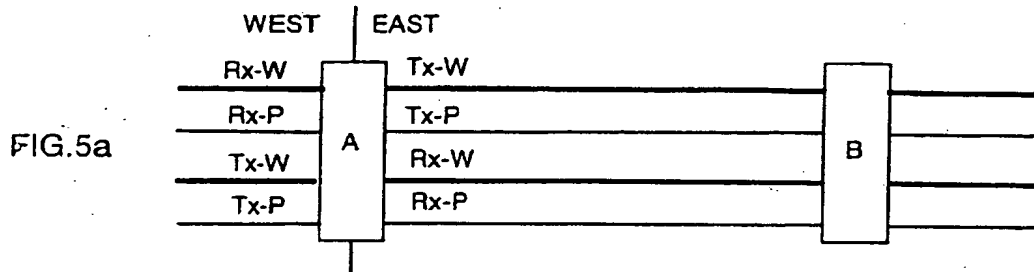 WEST EAST
Rx-W Tx-W
Rx-P Tx-P
FIG.5a A B
Tx-W Rx-W
Tx-P Rx-P